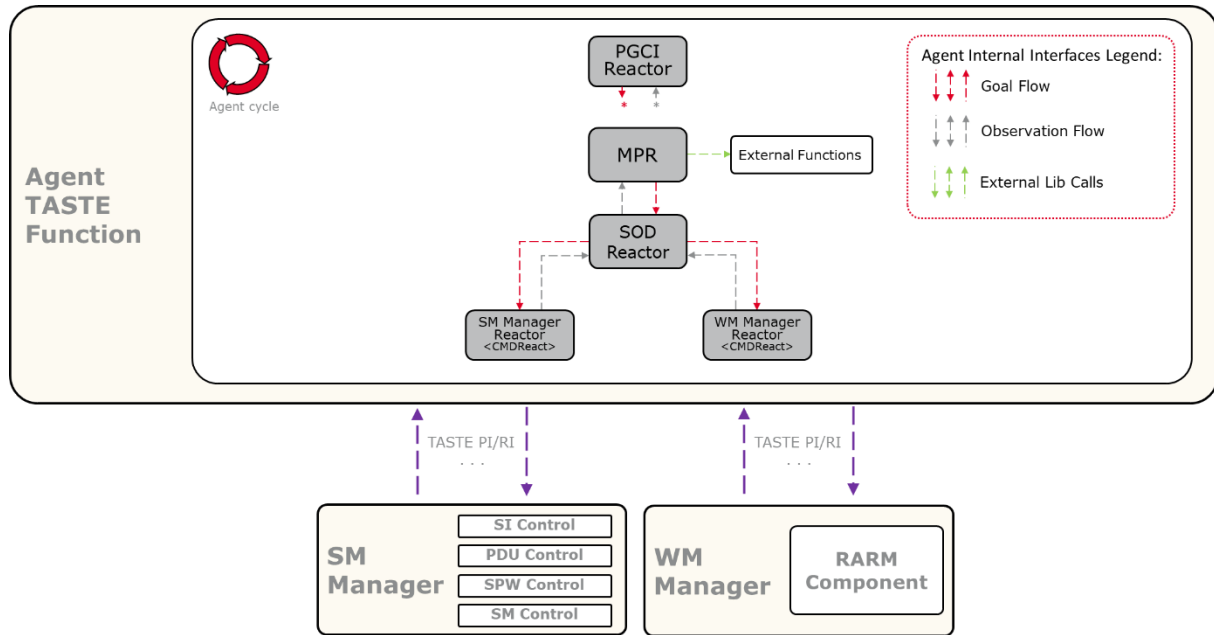 Agent cycle
PGCI
Reactor
*
*
Agent Internal Interfaces Legend:
Goal Flow
Observation Flow
External Lib Calls
MPR
External Functions
Agent
TASTE
Function
SOD
Reactor
SM Manager
Reactor
<CMDReact>
WM Manager
Reactor
<CMDReact>
TASTE PI/RI
. . .
TASTE PI/RI
. . .
SM
Manager
SI Control
PDU Control
SPW Control
SM Control
WM
Manager
RARM
Component